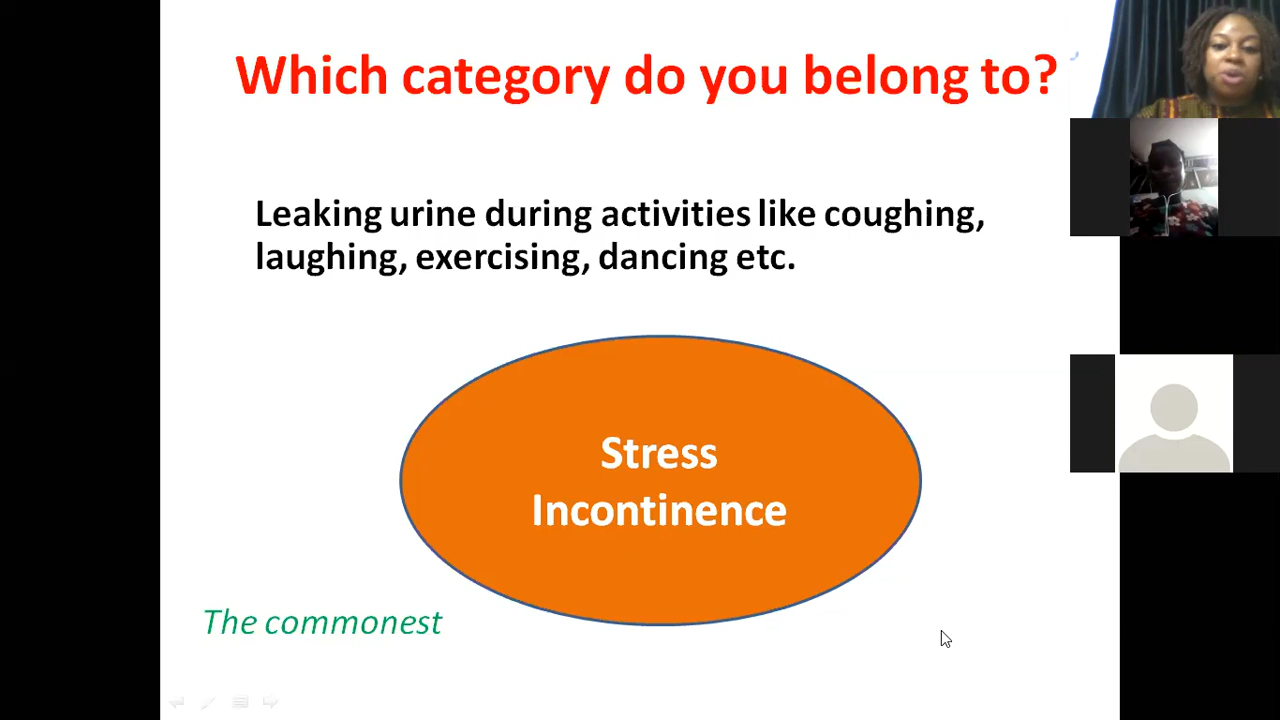 Which category do you belong to?
Leaking urine during activities like coughing,
laughing, exercising, dancing etc.
Stress
Incontinence
The commonest